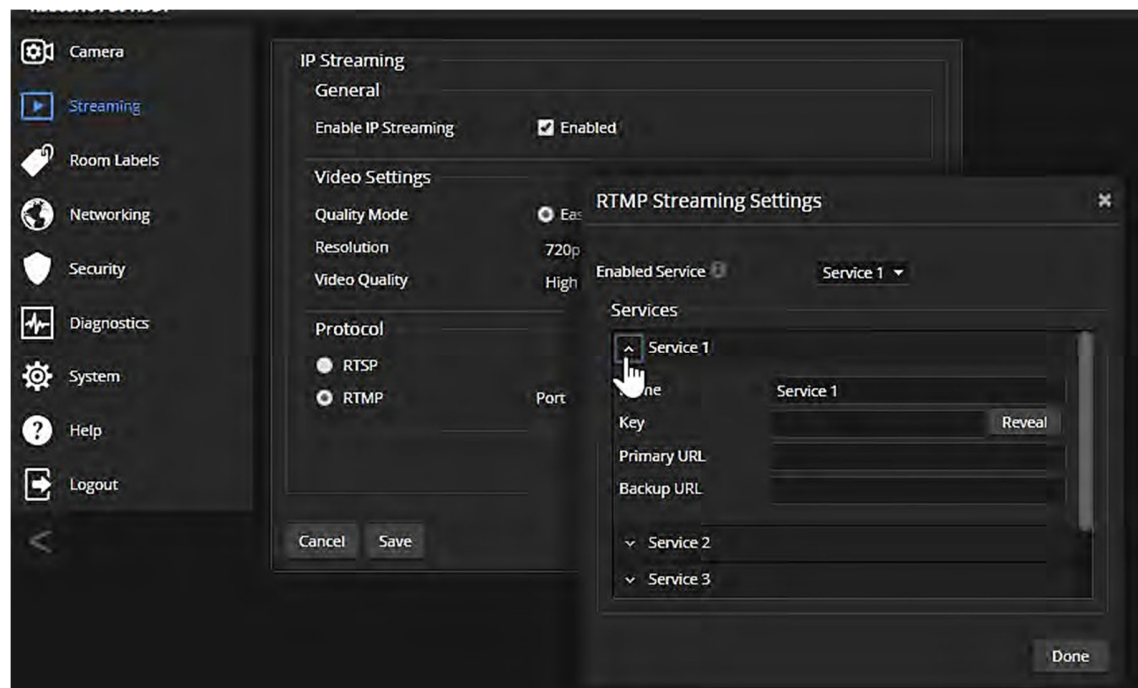 Camera
Streaming
Room Labels
Networking
Security
Diagnostics
System
Help
Logout
IP Streaming
General
Enable IP Streaming Enabled
Video Settings
Quality Mode
Resolution 720p
Video Quality High
Protocol
RTSP
RTMP Port
Cancel Save
RTMP Streaming Settings
Enabled Service Service 1
Services
Service 1
Service 1
Key Reveal
Primary URL
Backup URL
Service 2
Service 3
Done